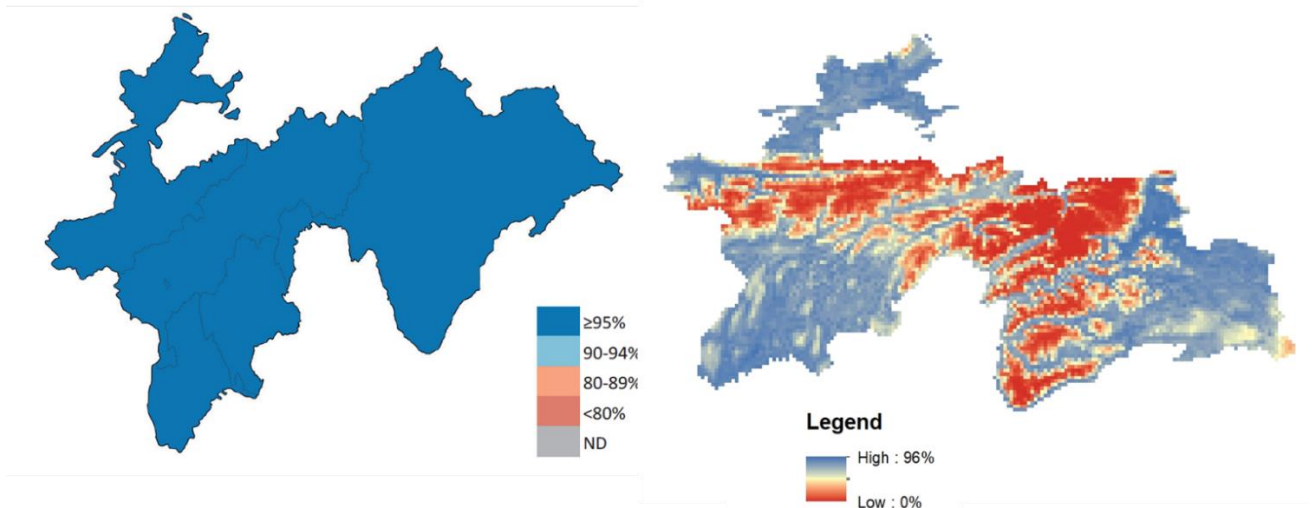 ≥95%
90-94%
80-89%
<80%
ND
Legend
High : 96%
Low : 0%